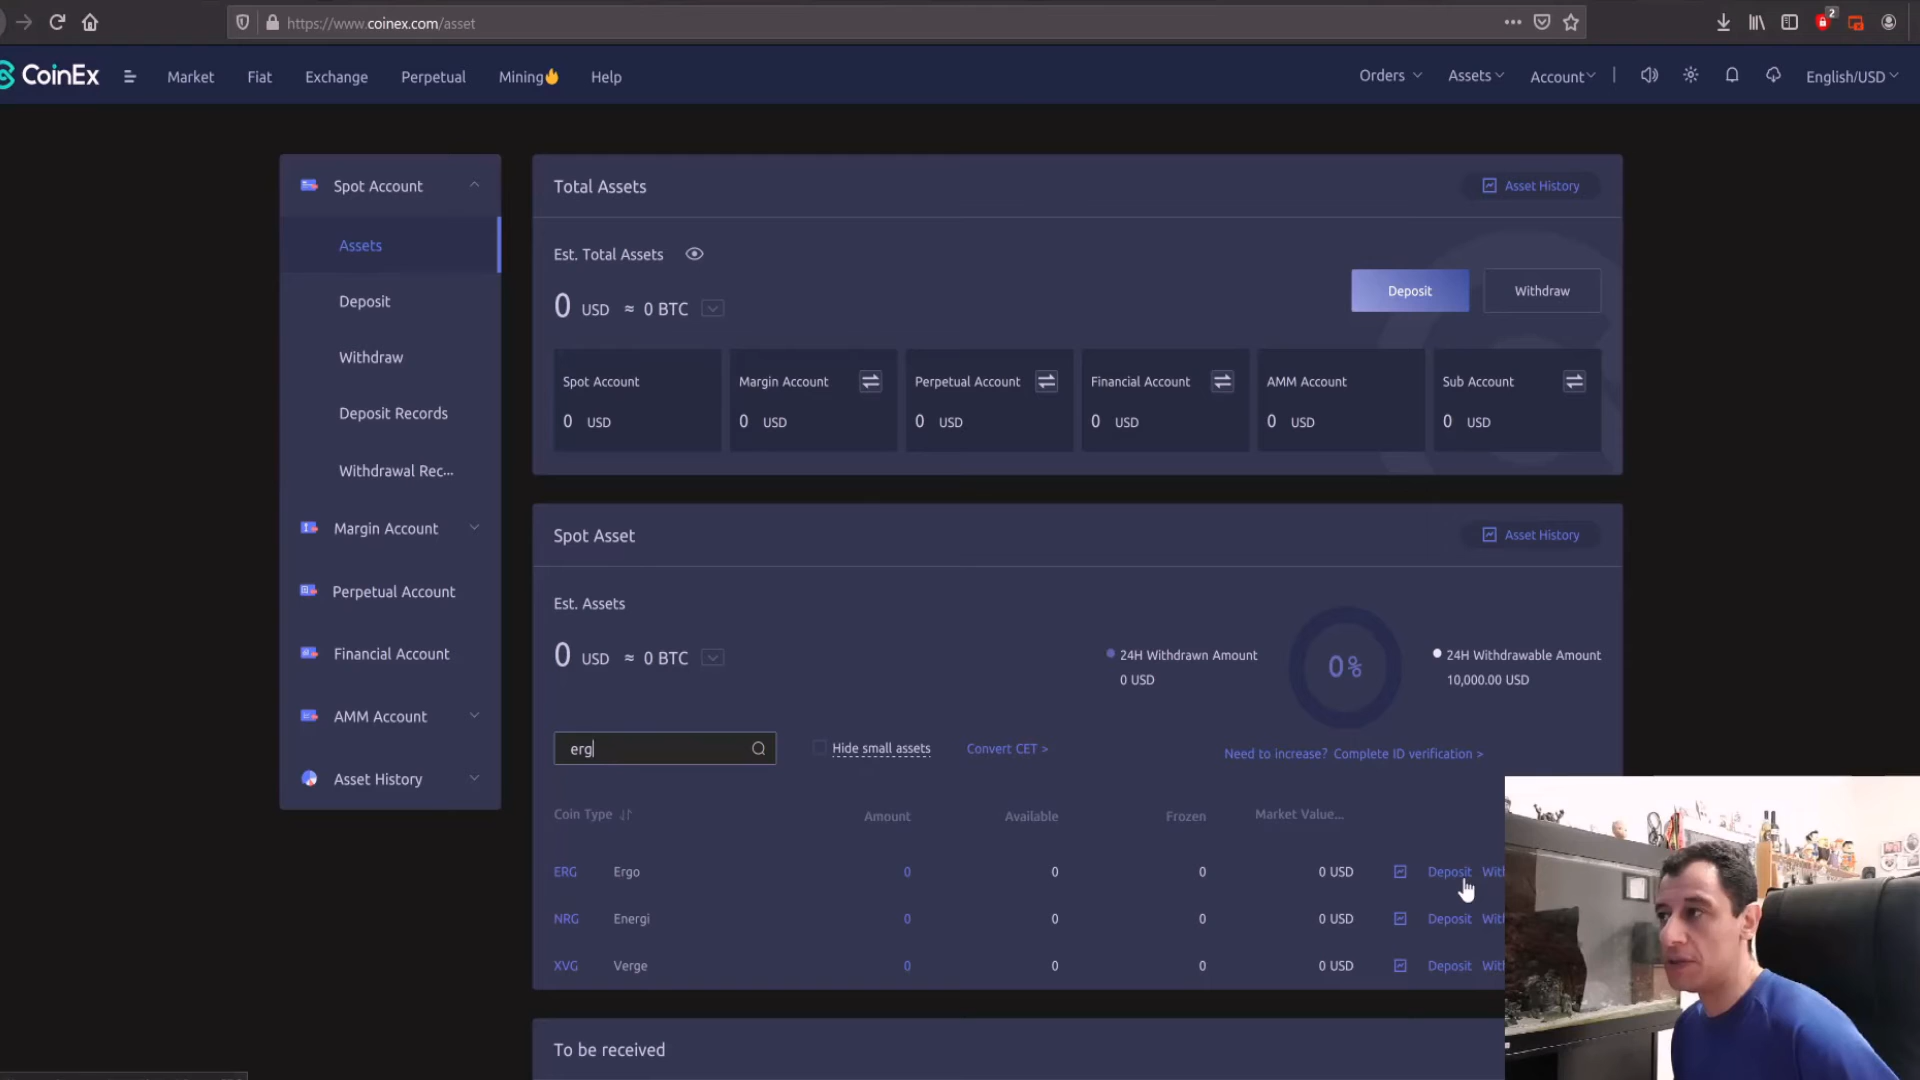 https://www.coinex.com/asset
2
CoinEx
Market
Fiat
Exchange
Perpetual
Mining
Help
Orders
Assets
Account
English/USD
Spot Account
Assets
Deposit
Withdraw
Deposit Records
Withdrawal Rec...
Margin Account
Perpetual Account
Financial Account
AMM Account
Asset History
Total Assets
Asset History
Est. Total Assets
0 USD ≈ 0 BTC
Deposit
Withdraw
Spot Account
0 USD
Margin Account
0 USD
Perpetual Account
0 USD
Financial Account
0 USD
AMM Account
0 USD
Sub Account
0 USD
Spot Asset
Asset History
Est. Assets
0 USD ≈ 0 BTC
24H Withdrawn Amount
0 USD
0%
24H Withdrawable Amount
10,000.00 USD
erg
Hide small assets
Convert CET >
Need to increase? Complete ID verification >
Coin Type Amount Available Frozen Market Value...
ERG Ergo 0 0 0 0 USD Deposit With
NRG Energi 0 0 0 0 USD Deposit With
XVG Verge 0 0 0 0 USD Deposit With
To be received